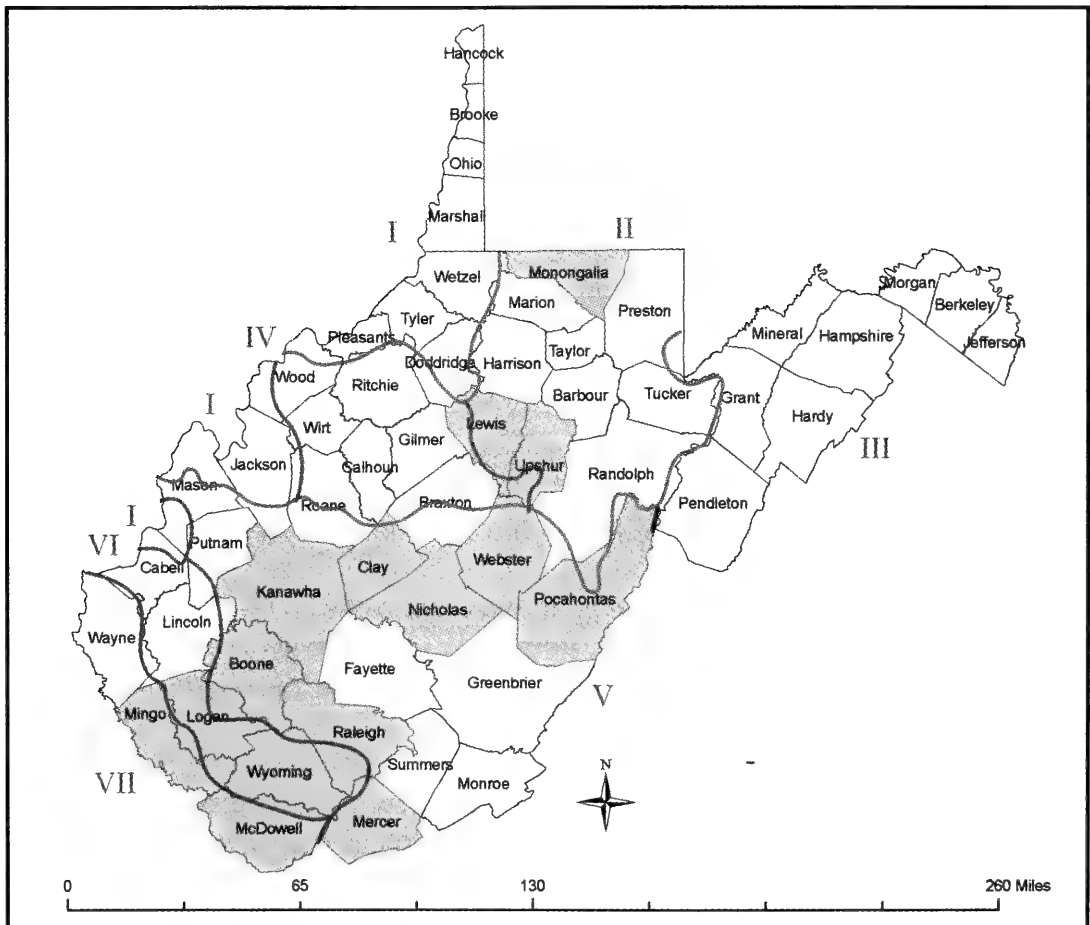 Hancock
Brooke
Ohio
Marshall
I
II
Wetzel
Monongalia
Marion
Morgan
Berkeley
Preston
Tyler
Mineral
Hampshire
Jefferson
IV
Pleasants
Doddridge
Harrison
Taylor
Wood
Ritchie
Barbour
Tucker
Grant
Hardy
I
Wirt
Lewis
III
Gilmer
Jackson
Calhoun
Upshur
Randolph
Mason
Roane
Braxton
Pendleton
I
Putnam
VI
Webster
Cabell
Clay
Kanawha
Pocahontas
Nicholas
Lincoln
Wayne
Boone
Fayette
Greenbrier
V
Mingo
Logan
Raleigh
Summers
N
VII
Wyoming
Monroe
McDowell
Mercer
0 65 130 260 Miles